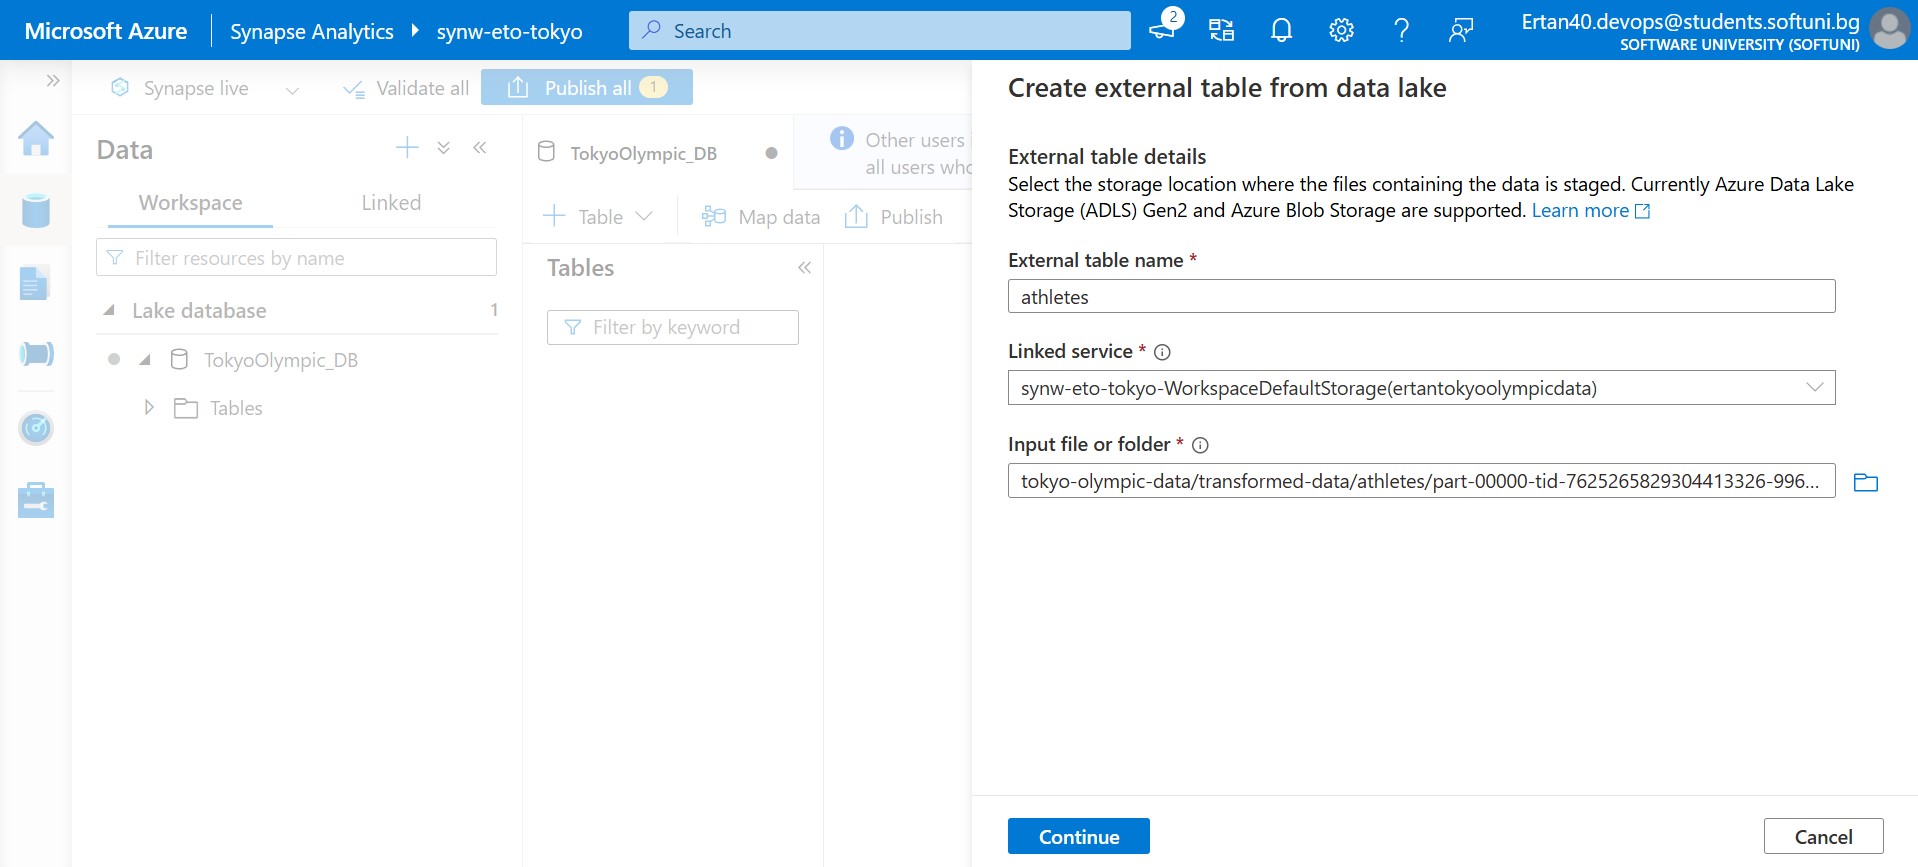 Microsoft Azure
Synapse Analytics
synw-eto-tokyo
Search
2
Ertan40.devops@students.softuni.bg
SOFTWARE UNIVERSITY (SOFTUNI)
Synapse live
Validate all
Publish all 1
Data
Workspace
Linked
Filter resources by name
Lake database 1
TokyoOlympic_DB
Tables
TokyoOlympic_DB
Other users
all users who
Table
Map data
Publish
Tables
Filter by keyword
Create external table from data lake
External table details
Select the storage location where the files containing the data is staged. Currently Azure Data Lake
Storage (ADLS) Gen2 and Azure Blob Storage are supported. Learn more
External table name *
athletes
Linked service *
synw-eto-tokyo-WorkspaceDefaultStorage(ertantokyoolympicdata)
Input file or folder *
tokyo-olympic-data/transformed-data/athletes/part-00000-tid-7625265829304413326-996...
Continue
Cancel